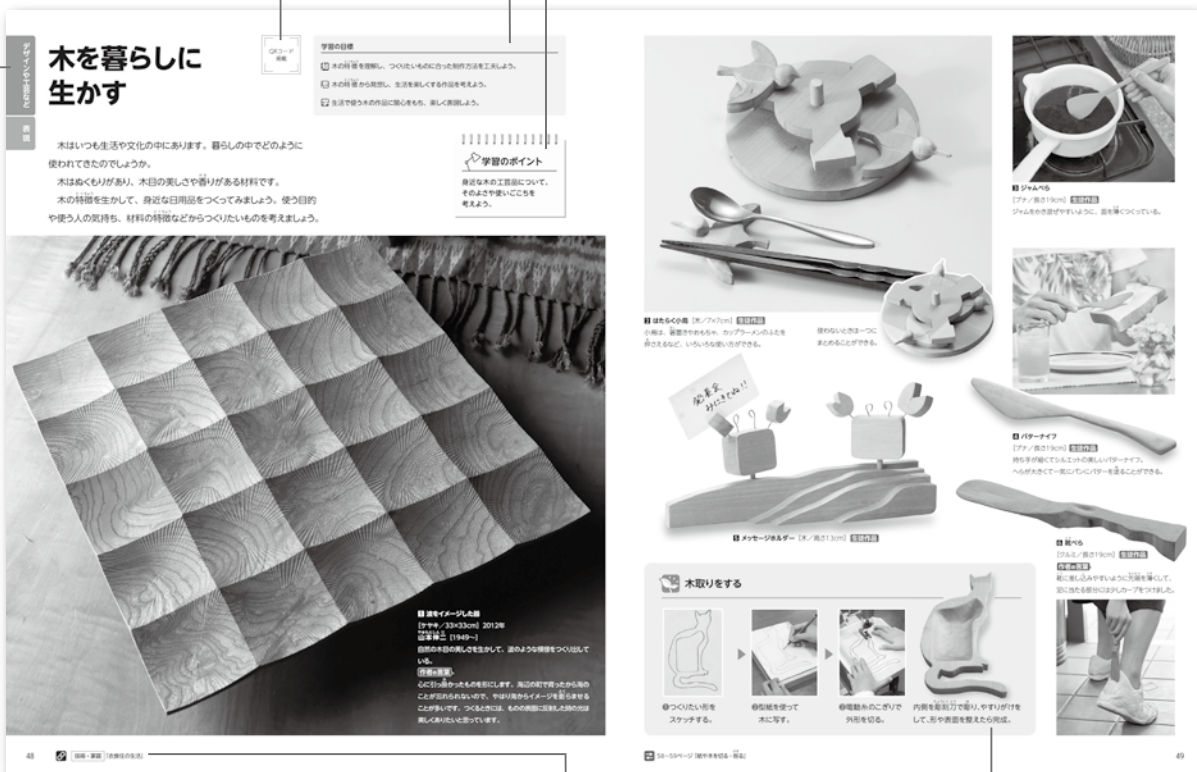 デザインや工芸など
表現
木を暮らしに
生かす
QRコード
掲載
学習の目標
木の特徴を理解し、つくりたいものに合った制作方法を工夫しよう。
木の特徴から発想し、生活を楽しくする作品を考えよう。
生活で使う木の作品に関心をもち、楽しく表現しよう。
木はいつも生活や文化の中にあります。暮らしの中でどのように
使われてきたのでしょうか。
木はぬくもりがあり、木目の美しさや香りがある材料です。
木の特徴を生かして、身近な日用品をつくってみましょう。使う目的
や使う人の気持ち、材料の特徴などからつくりたいものを考えましょう。
学習のポイント
身近な木の工芸品について、
そのよさや使いごこちを
考えよう。
1 波をイメージした器
[ケヤキ/33×33cm] 2012年
山本伸二 [1949〜]
自然の木目の美しさを生かして、波のような模様をつくり出して
いる。
作者の言葉
心に引っ掛かったものを形にします。海辺の町で育ったから海の
ことが忘れられないので、やはり海からイメージを膨らませる
ことが多いです。つくるときには、ものの表面に反射した時の光は
美しくありたいと思っています。
48
技術・家庭 「衣食住の生活」
2 はたらく小鳥 [木/7×7cm] 生徒作品
小鳥は、箸置きやおもちゃ、カップラーメンのふたを
押さえるなど、いろいろな使い方ができる。
使わないときは一つに
まとめることができる。
3 ジャムべら
[ブナ/長さ19cm] 生徒作品
ジャムをかき混ぜやすいように、面を薄くつくっている。
4 バターナイフ
[ブナ/長さ19cm] 生徒作品
持ち手が細くてシルエットの美しいバターナイフ。
へらが大きくて一気にパンにバターを塗ることができる。
発表会
みにきてね!!
5 メッセージホルダー [木/高さ13cm] 生徒作品
6 靴べら
[クルミ/長さ19cm] 生徒作品
作者の言葉
靴に差し込みやすいように先端を薄くして、
足に当たる部分には少しカーブをつけました。
木取りをする
❶つくりたい形を
スケッチする。
❷型紙を使って
木に写す。
❸電動糸のこぎりで
外形を切る。
内側を彫刻刀で彫り、やすりがけを
して、形や表面を整えたら完成。
58〜59ページ「紙や木を切る・削る」
49